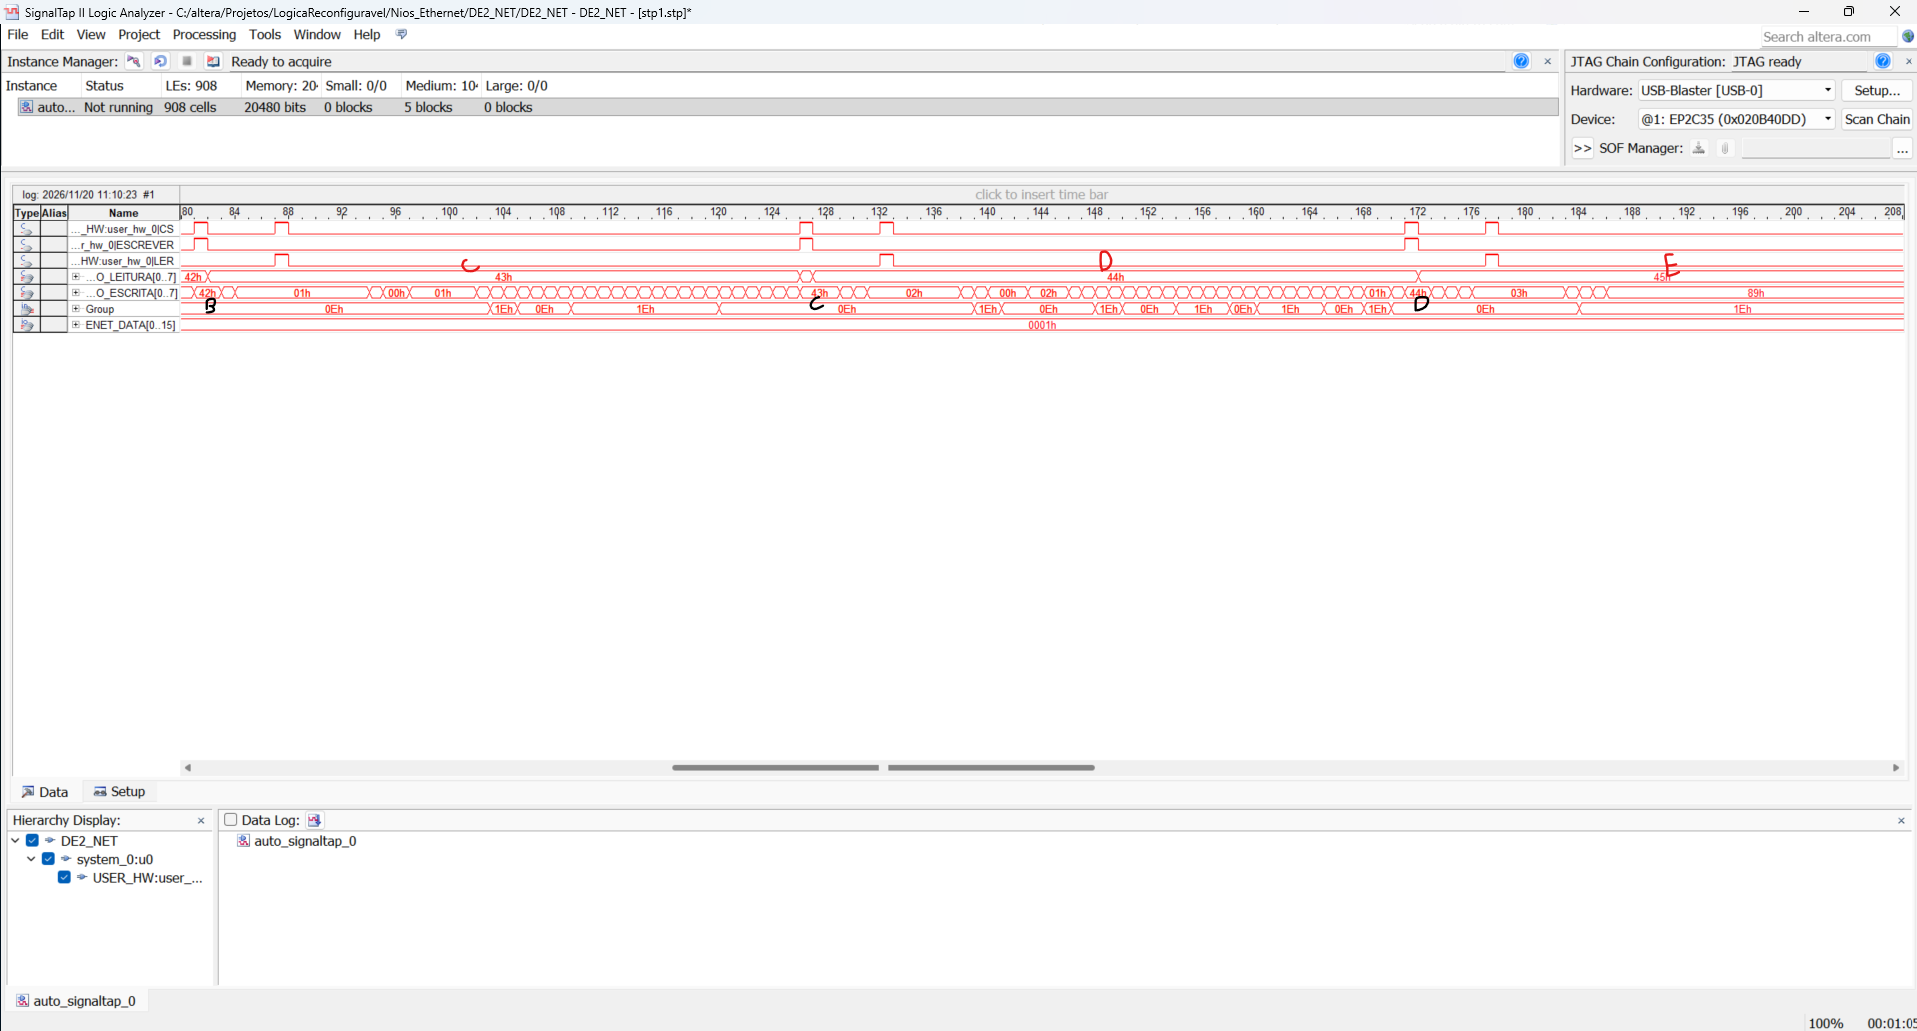 SignalTap II Logic Analyzer - C:/altera/Projetos/LogicaReconfiguravel/Nios_Ethernet/DE2_NET/DE2_NET - DE2_NET - [stp1.stp]*
File Edit View Project Processing Tools Window Help
Search altera.com
Instance Manager: Ready to acquire
JTAG Chain Configuration: JTAG ready
Instance Status LEs: 908 Memory: 20 Small: 0/0 Medium: 10 Large: 0/0
auto... Not running 908 cells 20480 bits 0 blocks 5 blocks 0 blocks
Hardware: USB-Blaster [USB-0] Setup...
Device: @1: EP2C35 (0x020B40DD) Scan Chain
>> SOF Manager: ...
log: 2026/11/20 11:10:23 #1
click to insert time bar
Type Alias Name
80 84 88 92 96 100 104 108 112 116 120 124 128 132 136 140 144 148 152 156 160 164 168 172 176 180 184 188 192 196 200 204 208
..._HW:user_hw_0|CS
...r_hw_0|ESCREVER
...HW:user_hw_0|LER
C D E
...O_LEITURA[0..7] 42h 43h 44h 45h
...O_ESCRITA[0..7] 42h 01h 00h 01h 43h 02h 00h 02h 01h 44h 03h 89h
B C D
Group 0Eh 1Eh 0Eh 1Eh 0Eh 1Eh 0Eh 1Eh 0Eh 1Eh 0Eh 1Eh 0Eh 1Eh 0Eh 1Eh
ENET_DATA[0..15] 0001h
Data Setup
Hierarchy Display:
DE2_NET
system_0:u0
USER_HW:user_...
Data Log:
auto_signaltap_0
auto_signaltap_0
100% 00:01:05